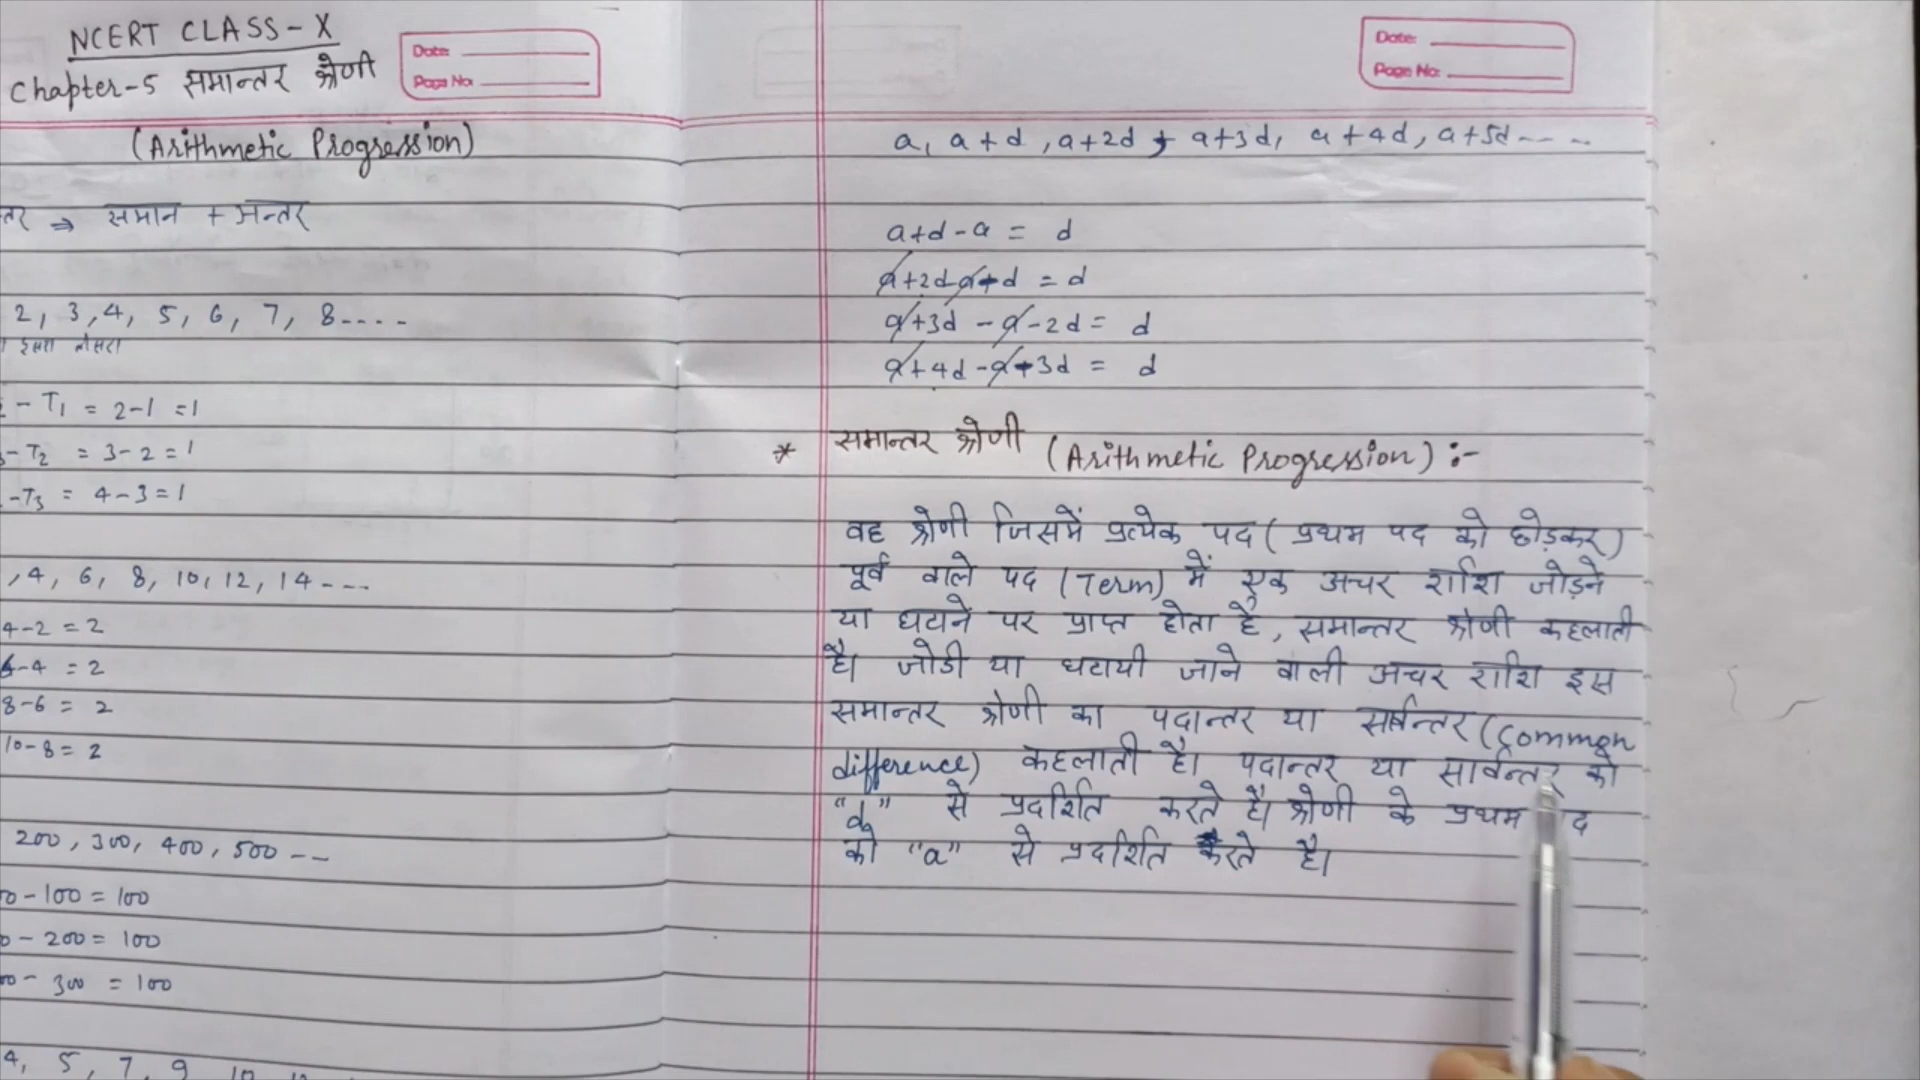 NCERT CLASS-X
Chapter-5 समान्तर श्रेणी
Date:
Page No:
(Arithmetic Progression)
⇒ समान + अन्तर
2, 3, 4, 5, 6, 7, 8....
- T1 = 2-1 =1
- T2 = 3-2 =1
- T3 = 4-3=1
, 4, 6, 8, 10, 12, 14---
4-2 = 2
6-4 = 2
8-6 = 2
10-8 = 2
200, 300, 400, 500 --
- 100 = 100
- 200 = 100
- 300 = 100
4, 5, 7, 9
Date:
Page No:
a, a+d, a+2d, a+3d, a+4d, a+5d----
a+d-a = d
a+2d-a+d = d
a+3d - a-2d = d
a+4d-a-3d = d
* समान्तर श्रेणी (Arithmetic Progression) :-
वह श्रेणी जिसमें प्रत्येक पद ( प्रथम पद को छोड़कर)
पूर्व वाले पद (Term) में एक अचर राशि जोड़ने
या घटाने पर प्राप्त होता है, समान्तर श्रेणी कहलाती
है। जोडी या घटायी जाने वाली अचर राशि इस
समान्तर श्रेणी का पदान्तर या सर्वन्तर (Common
difference) कहलाती है। पदान्तर या सार्वन्तर को
"d" से प्रदर्शित करते है। श्रेणी के प्रथम पद
को "a" से प्रदर्शित करते है।